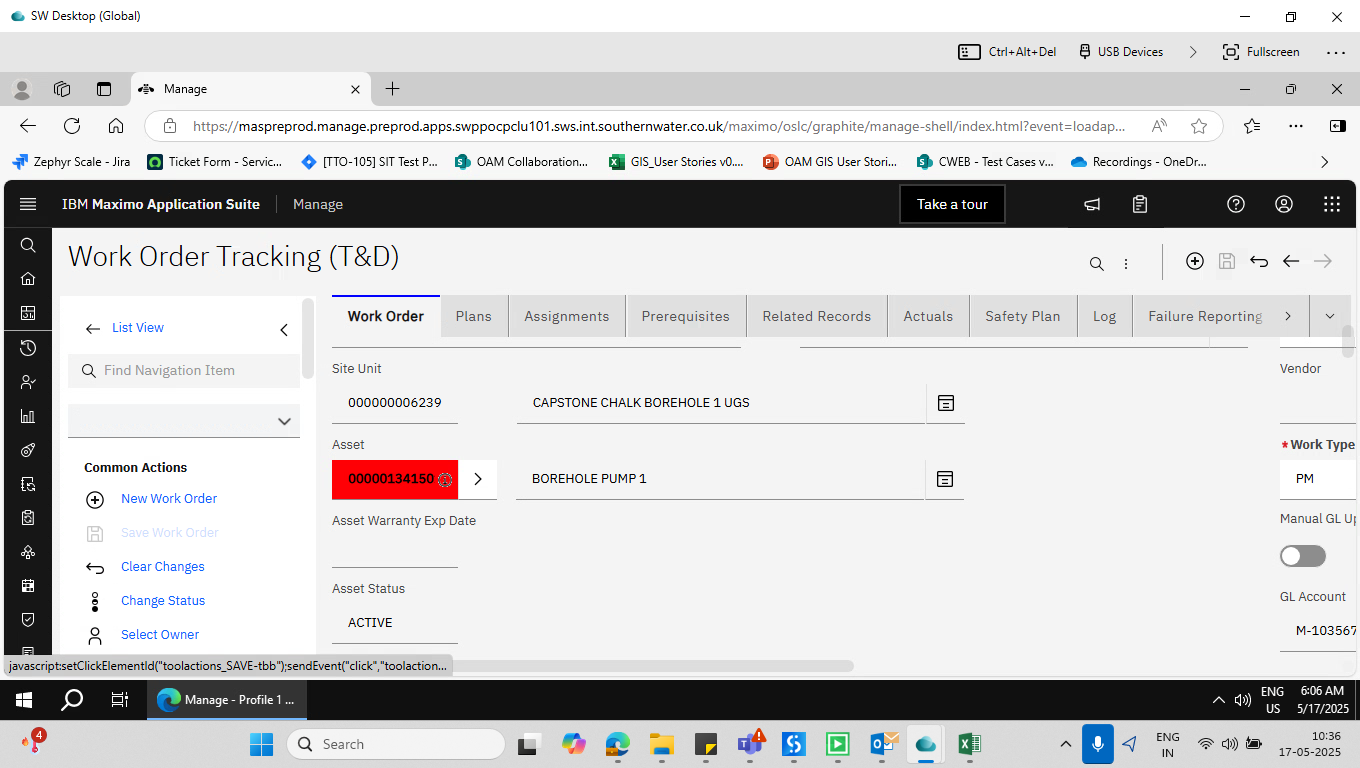 SW Desktop (Global)
Ctrl+Alt+Del
USB Devices
Fullscreen
Manage
https://maspreprod.manage.preprod.apps.swppocpclu101.sws.int.southernwater.co.uk/maximo/oslc/graphite/manage-shell/index.html?event=loadap...
Zephyr Scale - Jira
Ticket Form - Servic...
[TTO-105] SIT Test P...
OAM Collaboration...
GIS_User Stories v0....
OAM GIS User Stori...
CWEB - Test Cases v...
Recordings - OneDr...
IBM Maximo Application Suite
Manage
Take a tour
Work Order Tracking (T&D)
List View
Find Navigation Item
Common Actions
New Work Order
Save Work Order
Clear Changes
Change Status
Select Owner
Work Order
Plans
Assignments
Prerequisites
Related Records
Actuals
Safety Plan
Log
Failure Reporting
Site Unit
000000006239
CAPSTONE CHALK BOREHOLE 1 UGS
Asset
00000134150
BOREHOLE PUMP 1
Asset Warranty Exp Date
Asset Status
ACTIVE
Vendor
*Work Type
PM
Manual GL Up
GL Account
M-103567
javascript:setClickElementId("toolactions_SAVE-tbb");sendEvent("click","toolaction...
Manage - Profile 1 ...
ENG
US
6:06 AM
5/17/2025
4
Search
ENG
IN
10:36
17-05-2025